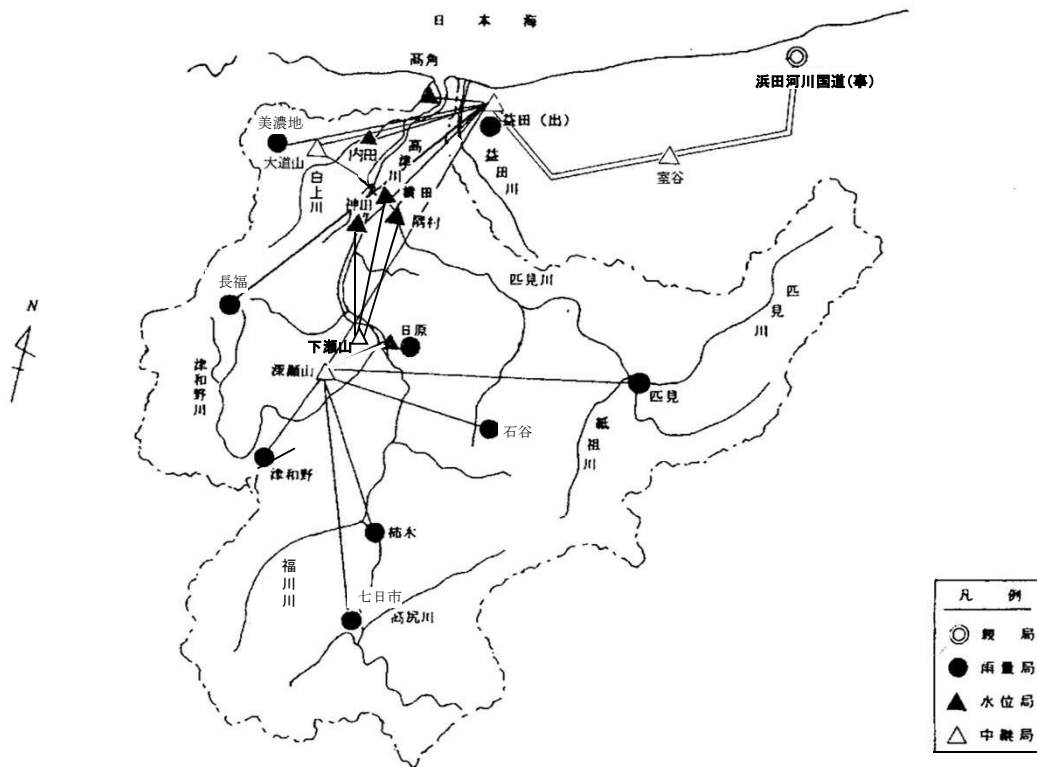 日本海
高角
浜田河川国道(事)
美濃地
益田(出)
大道山
内田
高津川
益田川
室谷
白上川
横田
神田
隅村
匹見川
匹見川
長福
日原
下瀬山
津和野川
深瀬山
匹見
石谷
紙祖川
津和野
柿木
福川川
七日市
高尻川
N
凡例
親局
雨量局
水位局
中継局